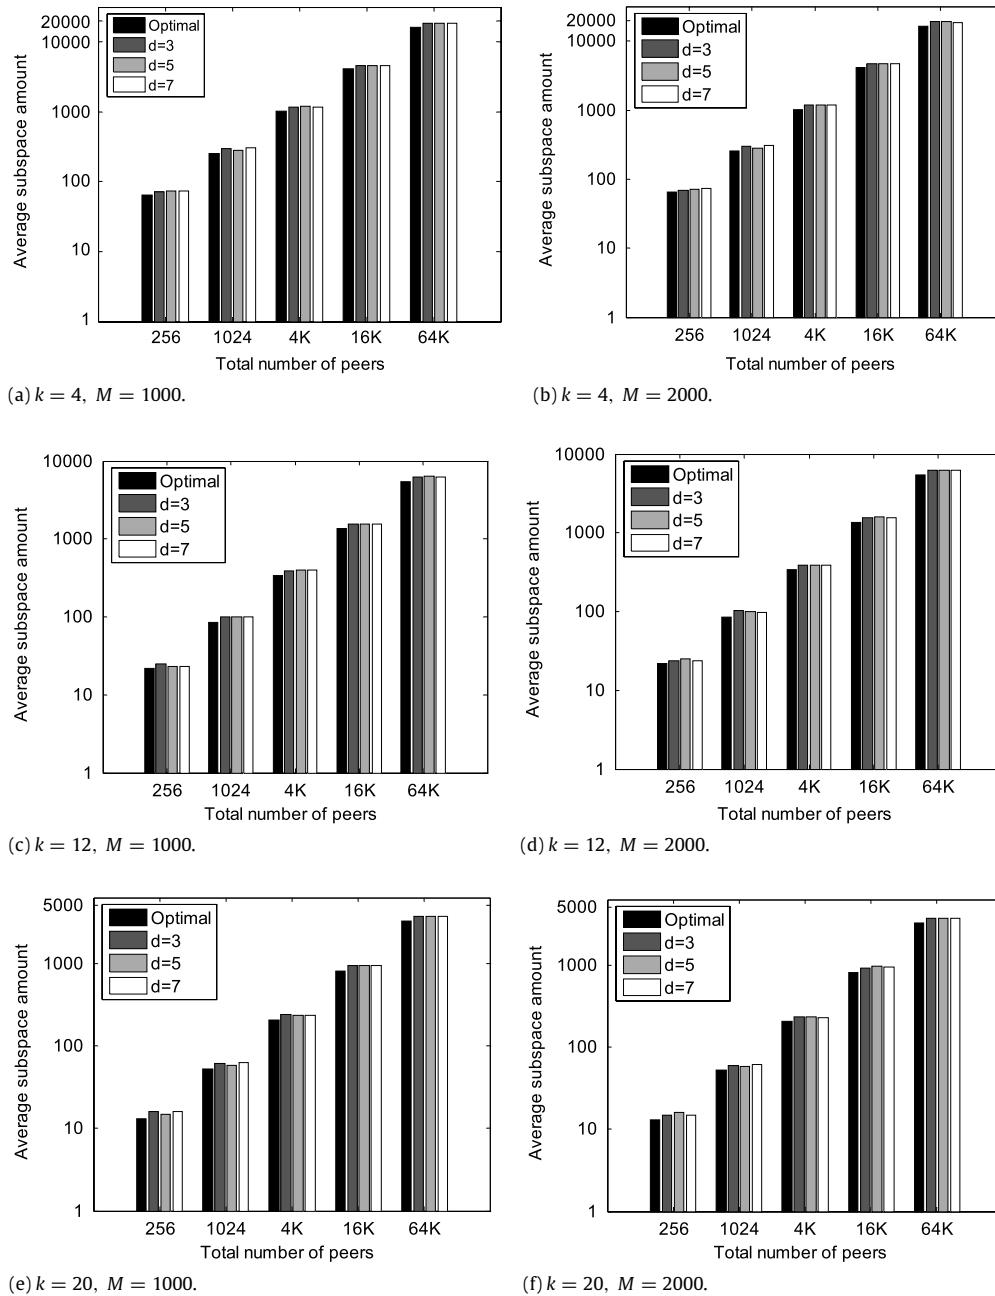 20000
10000
1000
100
10
1
Average subspace amount
Optimal
d=3
d=5
d=7
256 1024 4K 16K 64K
Total number of peers
(a) k = 4, M = 1000.
20000
10000
1000
100
10
1
Average subspace amount
Optimal
d=3
d=5
d=7
256 1024 4K 16K 64K
Total number of peers
(b) k = 4, M = 2000.
10000
1000
100
10
1
Average subspace amount
Optimal
d=3
d=5
d=7
256 1024 4K 16K 64K
Total number of peers
(c) k = 12, M = 1000.
10000
1000
100
10
1
Average subspace amount
Optimal
d=3
d=5
d=7
256 1024 4K 16K 64K
Total number of peers
(d) k = 12, M = 2000.
5000
1000
100
10
1
Average subspace amount
Optimal
d=3
d=5
d=7
256 1024 4K 16K 64K
Total number of peers
(e) k = 20, M = 1000.
5000
1000
100
10
1
Average subspace amount
Optimal
d=3
d=5
d=7
256 1024 4K 16K 64K
Total number of peers
(f) k = 20, M = 2000.